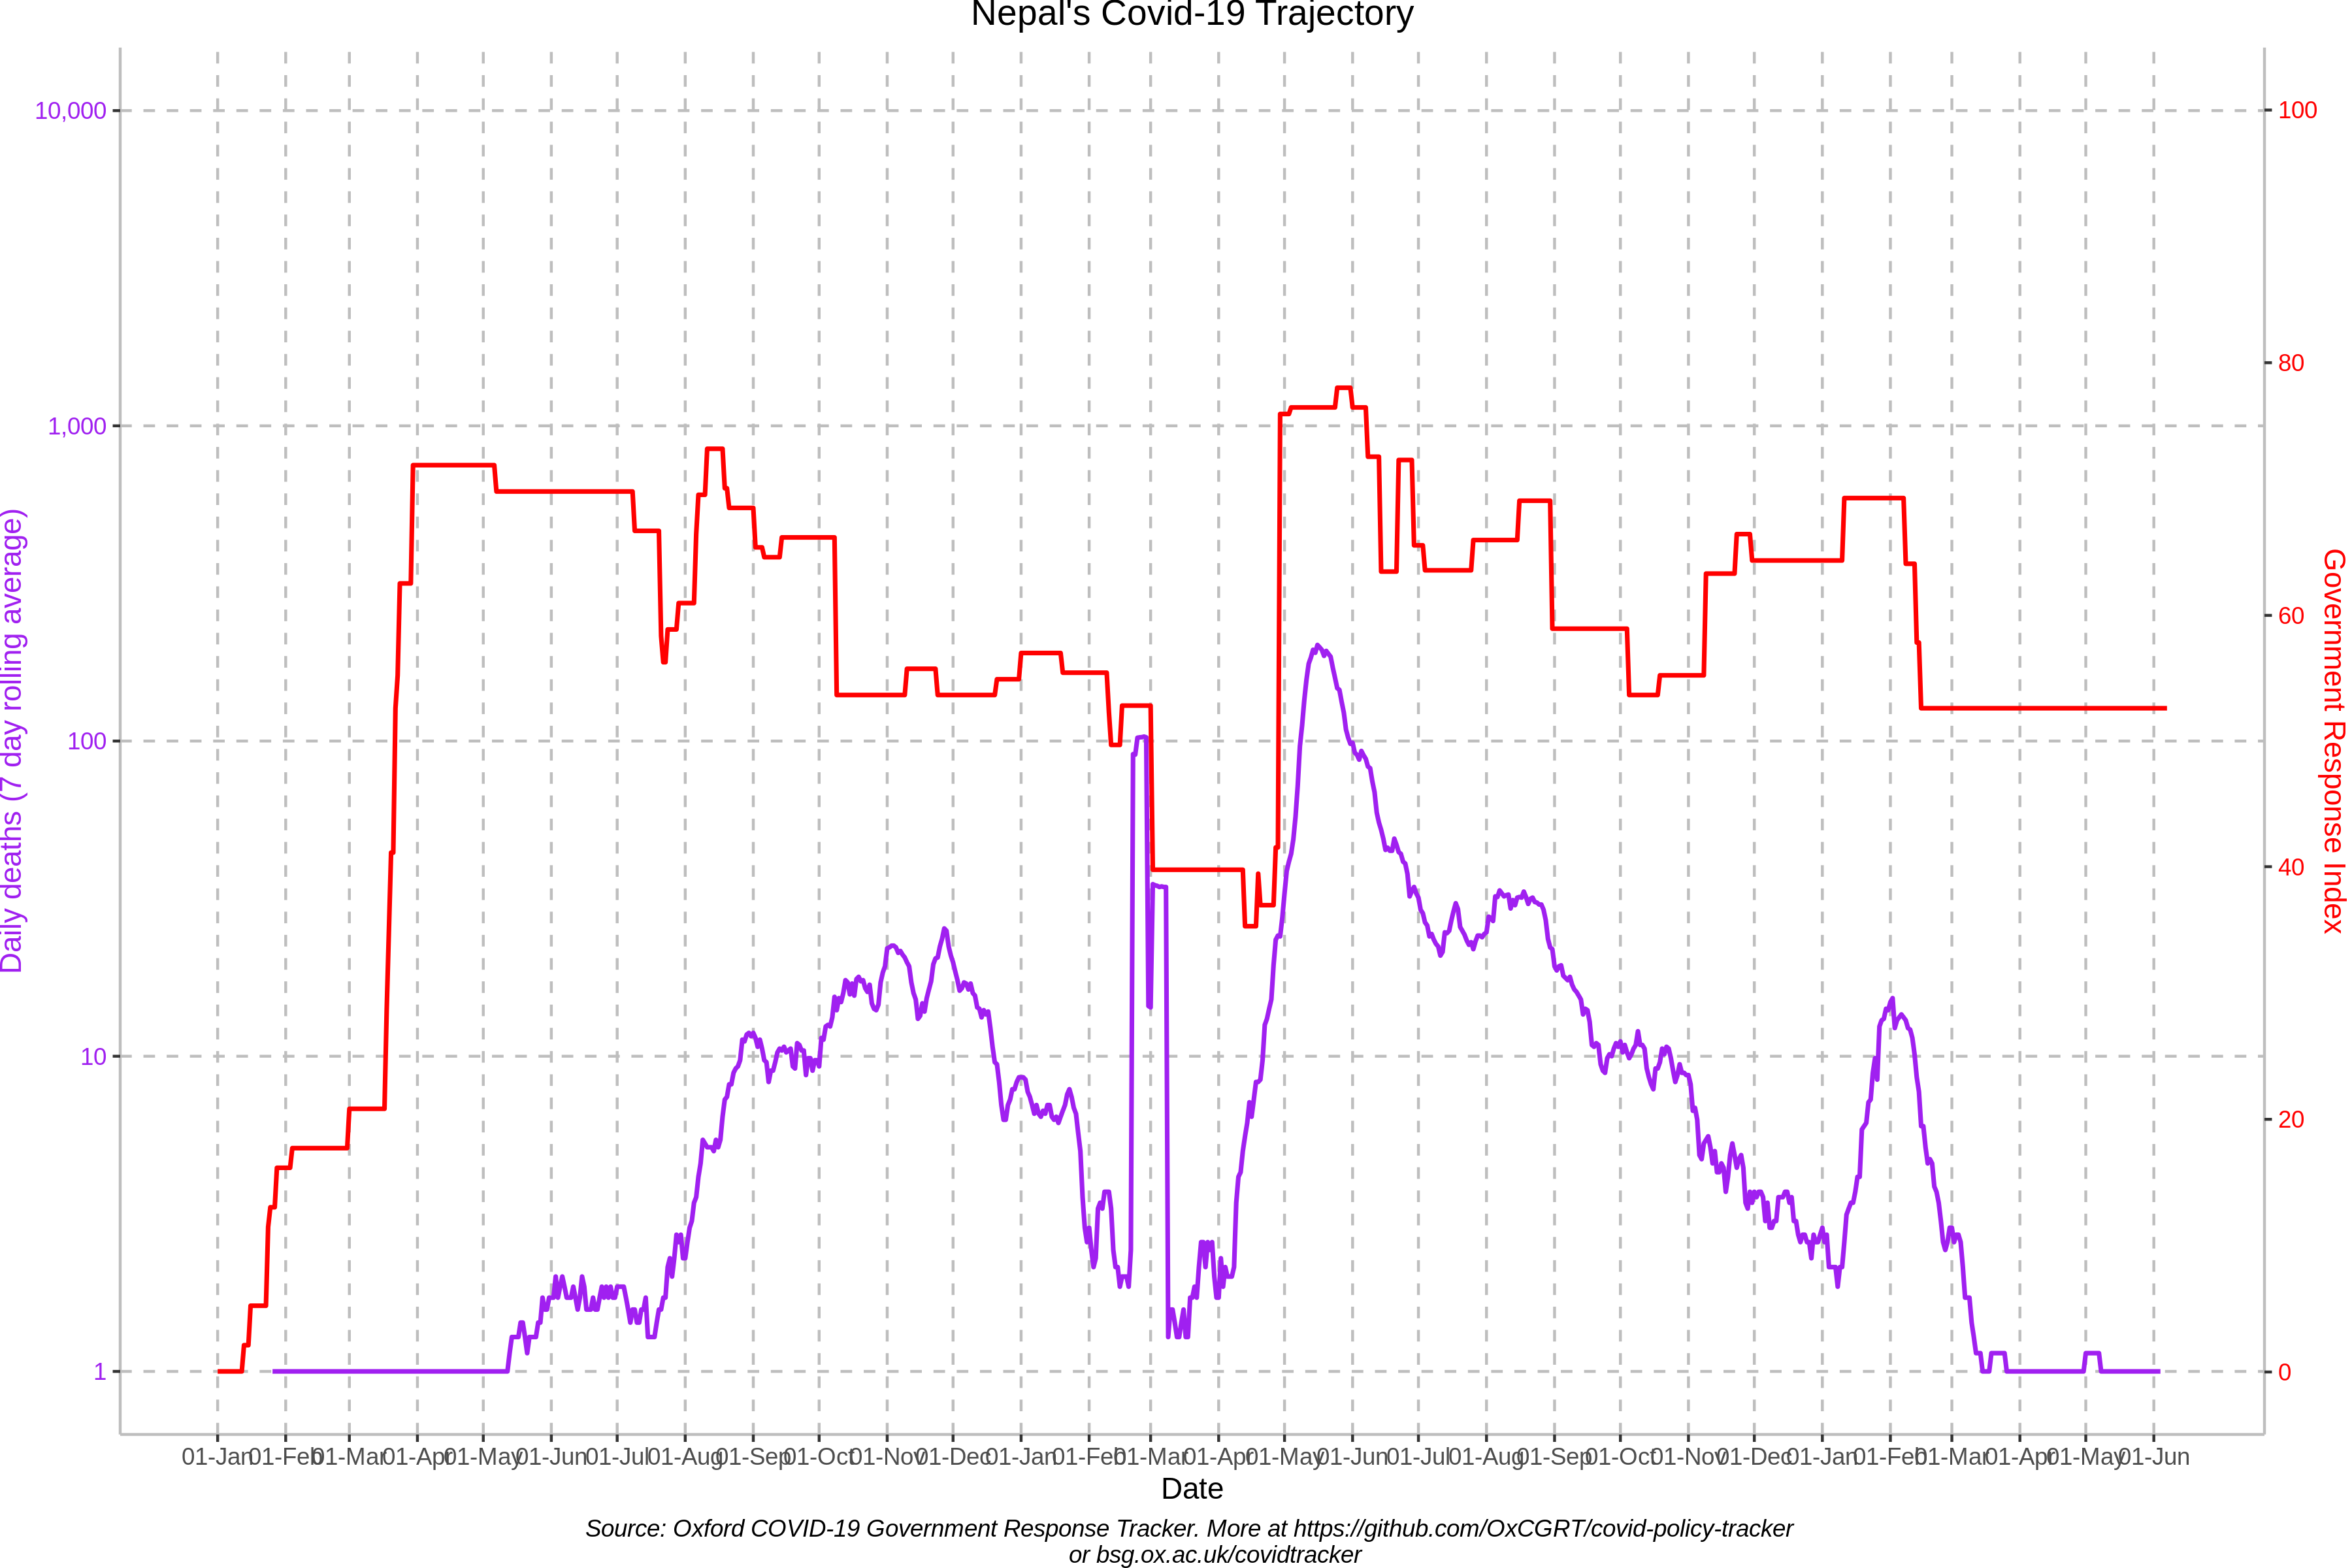 Nepal's Covid-19 Trajectory
10,000
1,000
100
10
1
Daily deaths (7 day rolling average)
100
80
60
40
20
0
Government Response Index
01-Jan
01-Feb
01-Mar
01-Apr
01-May
01-Jun
01-Jul
01-Aug
01-Sep
01-Oct
01-Nov
01-Dec
01-Jan
01-Feb
01-Mar
01-Apr
01-May
01-Jun
01-Jul
01-Aug
01-Sep
01-Oct
01-Nov
01-Dec
01-Jan
01-Feb
01-Mar
01-Apr
01-May
01-Jun
Date
Source: Oxford COVID-19 Government Response Tracker. More at https://github.com/OxCGRT/covid-policy-tracker
or bsg.ox.ac.uk/covidtracker